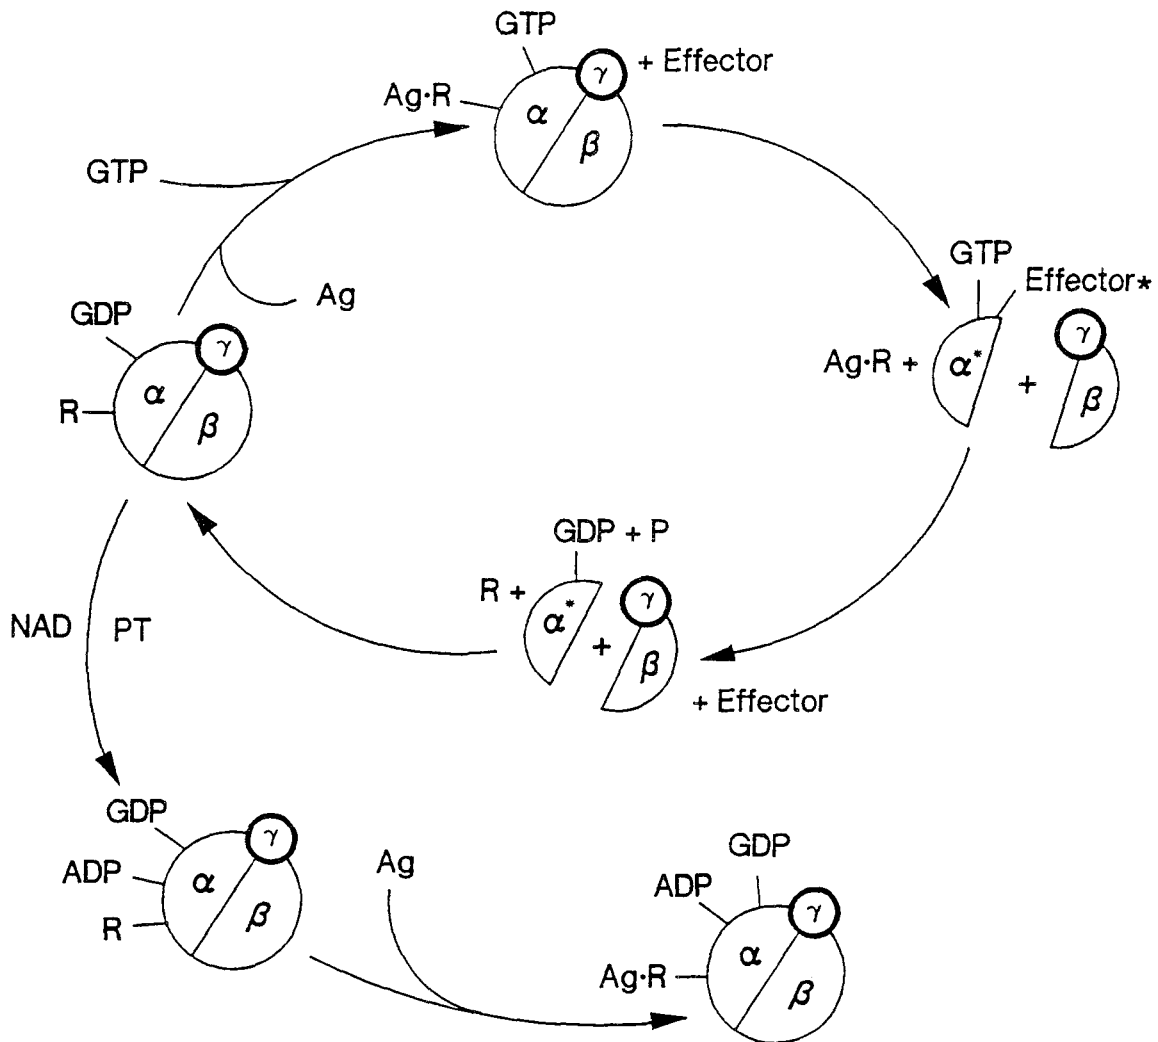 GTP
γ
+ Effector
Ag·R
α
β
GTP
Ag
GTP
Effector*
Ag·R +
α*
+
γ
β
GDP
γ
R
α
β
GDP + P
R +
α*
+
γ
β
+ Effector
NAD
PT
GDP
γ
ADP
α
R
β
Ag
GDP
ADP
γ
α
Ag·R
β